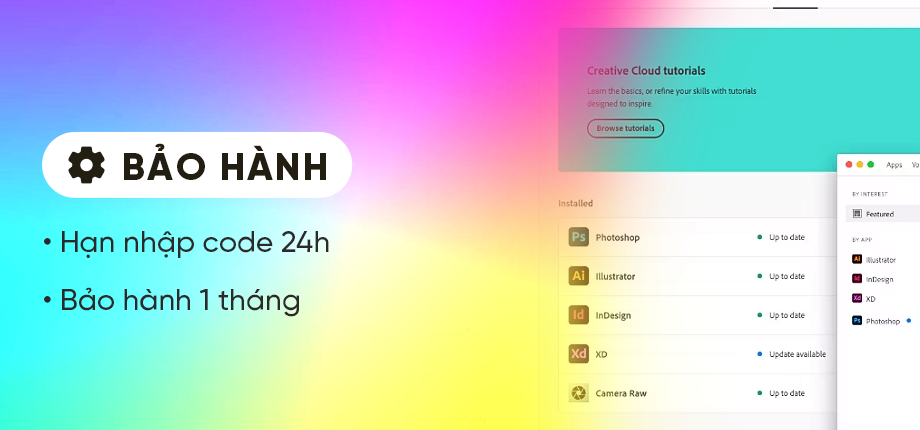 BẢO HÀNH
• Hạn nhập code 24h
• Bảo hành 1 tháng
Creative Cloud tutorials
Learn the basics, or refine your skills with tutorials
designed to inspire.
Browse tutorials
Installed
Ps Photoshop Up to date
Ai Illustrator Up to date
Id InDesign Up to date
Xd XD Update available
Camera Raw Up to date
Apps Yo
BY INTEREST
Featured
BY APP
Ai Illustrator
Id InDesign
Xd XD
Ps Photoshop